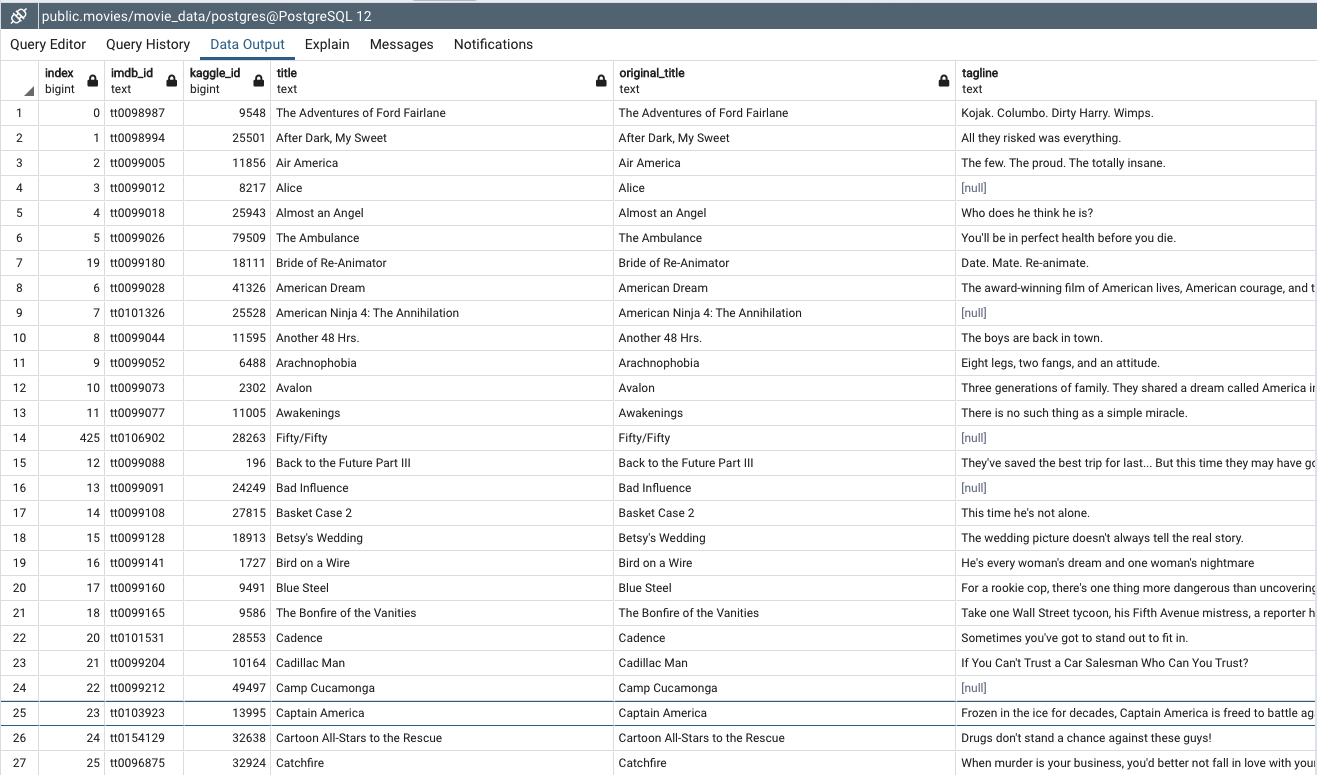 public.movies/movie_data/postgres@PostgreSQL 12
Query Editor Query History Data Output Explain Messages Notifications
index imdb_id kaggle_id title original_title tagline
bigint text bigint text text text
1 0 tt0098987 9548 The Adventures of Ford Fairlane The Adventures of Ford Fairlane Kojak. Columbo. Dirty Harry. Wimps.
2 1 tt0098994 25501 After Dark, My Sweet After Dark, My Sweet All they risked was everything.
3 2 tt0099005 11856 Air America Air America The few. The proud. The totally insane.
4 3 tt0099012 8217 Alice Alice [null]
5 4 tt0099018 25943 Almost an Angel Almost an Angel Who does he think he is?
6 5 tt0099026 79509 The Ambulance The Ambulance You'll be in perfect health before you die.
7 19 tt0099180 18111 Bride of Re-Animator Bride of Re-Animator Date. Mate. Re-animate.
8 6 tt0099028 41326 American Dream American Dream The award-winning film of American lives, American courage, and t
9 7 tt0101326 25528 American Ninja 4: The Annihilation American Ninja 4: The Annihilation [null]
10 8 tt0099044 11595 Another 48 Hrs. Another 48 Hrs. The boys are back in town.
11 9 tt0099052 6488 Arachnophobia Arachnophobia Eight legs, two fangs, and an attitude.
12 10 tt0099073 2302 Avalon Avalon Three generations of family. They shared a dream called America in
13 11 tt0099077 11005 Awakenings Awakenings There is no such thing as a simple miracle.
14 425 tt0106902 28263 Fifty/Fifty Fifty/Fifty [null]
15 12 tt0099088 196 Back to the Future Part III Back to the Future Part III They've saved the best trip for last... But this time they may have go
16 13 tt0099091 24249 Bad Influence Bad Influence [null]
17 14 tt0099108 27815 Basket Case 2 Basket Case 2 This time he's not alone.
18 15 tt0099128 18913 Betsy's Wedding Betsy's Wedding The wedding picture doesn't always tell the real story.
19 16 tt0099141 1727 Bird on a Wire Bird on a Wire He's every woman's dream and one woman's nightmare
20 17 tt0099160 9491 Blue Steel Blue Steel For a rookie cop, there's one thing more dangerous than uncovering
21 18 tt0099165 9586 The Bonfire of the Vanities The Bonfire of the Vanities Take one Wall Street tycoon, his Fifth Avenue mistress, a reporter h
22 20 tt0101531 28553 Cadence Cadence Sometimes you've got to stand out to fit in.
23 21 tt0099204 10164 Cadillac Man Cadillac Man If You Can't Trust a Car Salesman Who Can You Trust?
24 22 tt0099212 49497 Camp Cucamonga Camp Cucamonga [null]
25 23 tt0103923 13995 Captain America Captain America Frozen in the ice for decades, Captain America is freed to battle ag
26 24 tt0154129 32638 Cartoon All-Stars to the Rescue Cartoon All-Stars to the Rescue Drugs don't stand a chance against these guys!
27 25 tt0096875 32924 Catchfire Catchfire When murder is your business, you'd better not fall in love with your